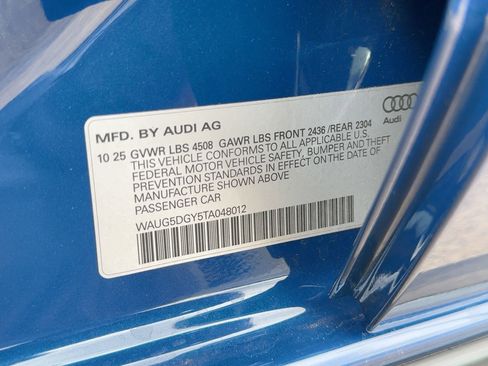 MFD. BY AUDI AG
Audi
10 25 GVWR LBS 4508 GAWR LBS FRONT 2436 /REAR 2304
THIS VEHICLE CONFORMS TO ALL APPLICABLE U.S.
FEDERAL MOTOR VEHICLE SAFETY, BUMPER AND THEFT
PREVENTION STANDARDS IN EFFECT ON THE DATE OF
MANUFACTURE SHOWN ABOVE
PASSENGER CAR
WAUG5DGY5TA048012